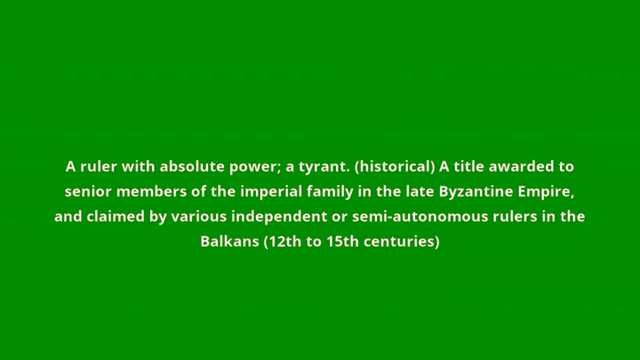 A ruler with absolute power; a tyrant. (historical) A title awarded to
senior members of the imperial family in the late Byzantine Empire,
and claimed by various independent or semi-autonomous rulers in the
Balkans (12th to 15th centuries)